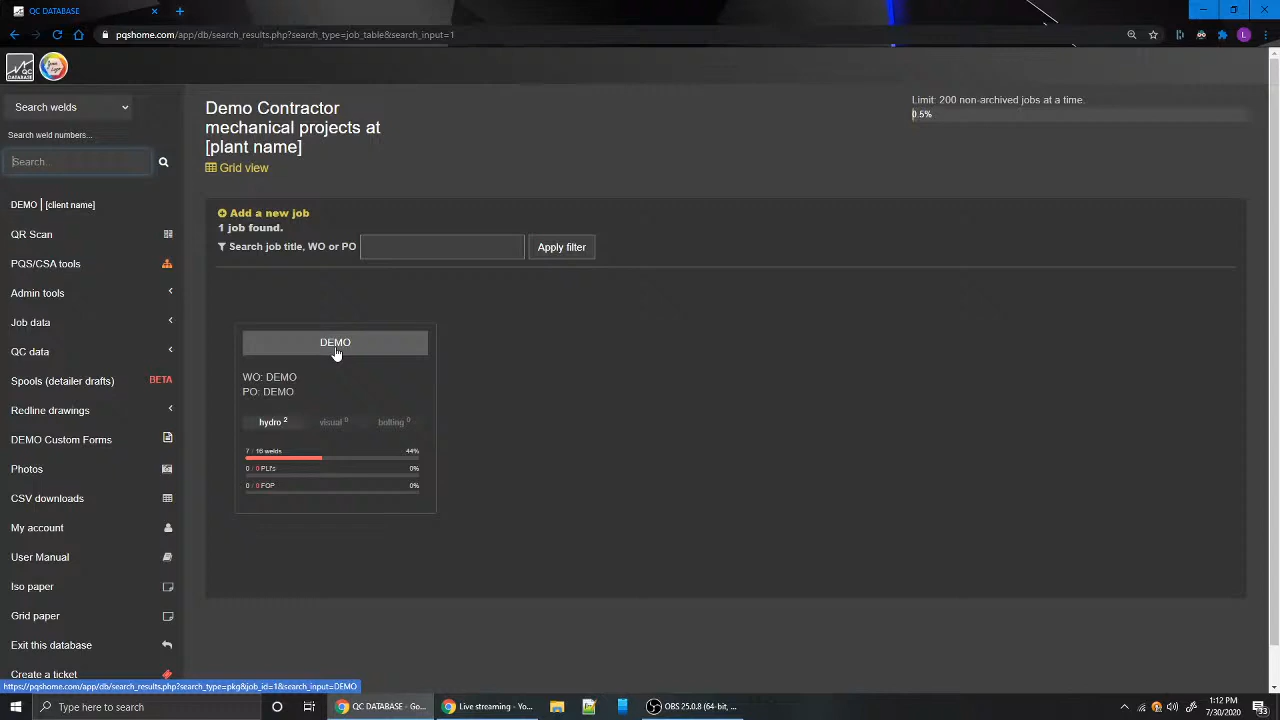 QC DATABASE
pqshome.com/app/db/search_results.php?search_type=job_table&search_input=1
L
QC
DATABASE
Search welds
Search weld numbers...
Search...
DEMO | [client name]
QR Scan
PQS/CSA tools
Admin tools
Job data
QC data
Spools (detailer drafts) BETA
Redline drawings
DEMO Custom Forms
Photos
CSV downloads
My account
User Manual
Iso paper
Grid paper
Exit this database
Create a ticket
Demo Contractor
mechanical projects at
[plant name]
Grid view
Limit: 200 non-archived jobs at a time.
0.5%
Add a new job
1 job found.
Search job title, WO or PO
Apply filter
DEMO
WO: DEMO
PO: DEMO
hydro 2 visual 0 bolting 0
7 / 16 welds 44%
0 / 0 PLI's 0%
0 / 0 FOP 0%
https://pqshome.com/app/db/search_results.php?search_type=pkg&job_id=1&search_input=DEMO
Type here to search
QC DATABASE - Go...
Live streaming - Yo...
OBS 25.0.8 (64-bit, ...
1:12 PM
7/30/2020